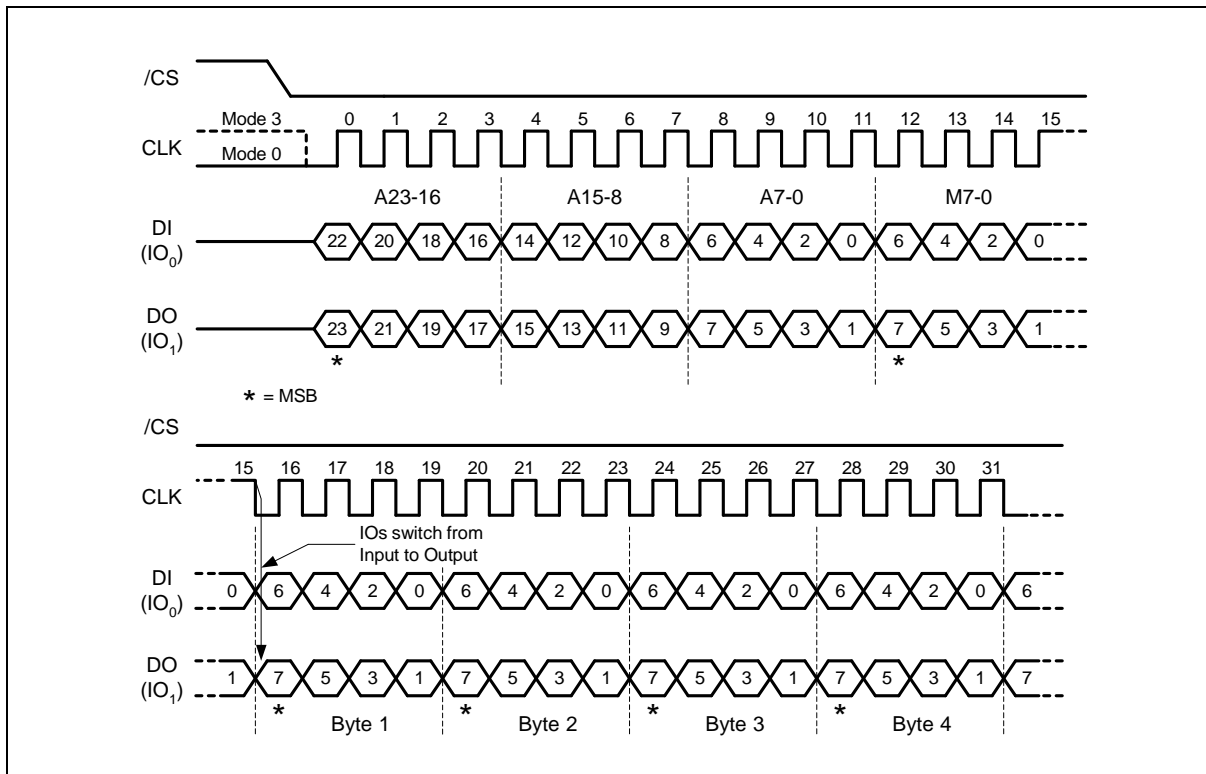 /CS
Mode 3 0 1 2 3 4 5 6 7 8 9 10 11 12 13 14 15
CLK
Mode 0
A23-16 A15-8 A7-0 M7-0
DI
(IO0)
22 20 18 16 14 12 10 8 6 4 2 0 6 4 2 0
DO
(IO1)
23 21 19 17 15 13 11 9 7 5 3 1 7 5 3 1
* *
* = MSB
/CS
15 16 17 18 19 20 21 22 23 24 25 26 27 28 29 30 31
CLK
IOs switch from
Input to Output
DI
(IO0)
0 6 4 2 0 6 4 2 0 6 4 2 0 6 4 2 0 6
DO
(IO1)
1 7 5 3 1 7 5 3 1 7 5 3 1 7 5 3 1 7
* * * *
Byte 1 Byte 2 Byte 3 Byte 4